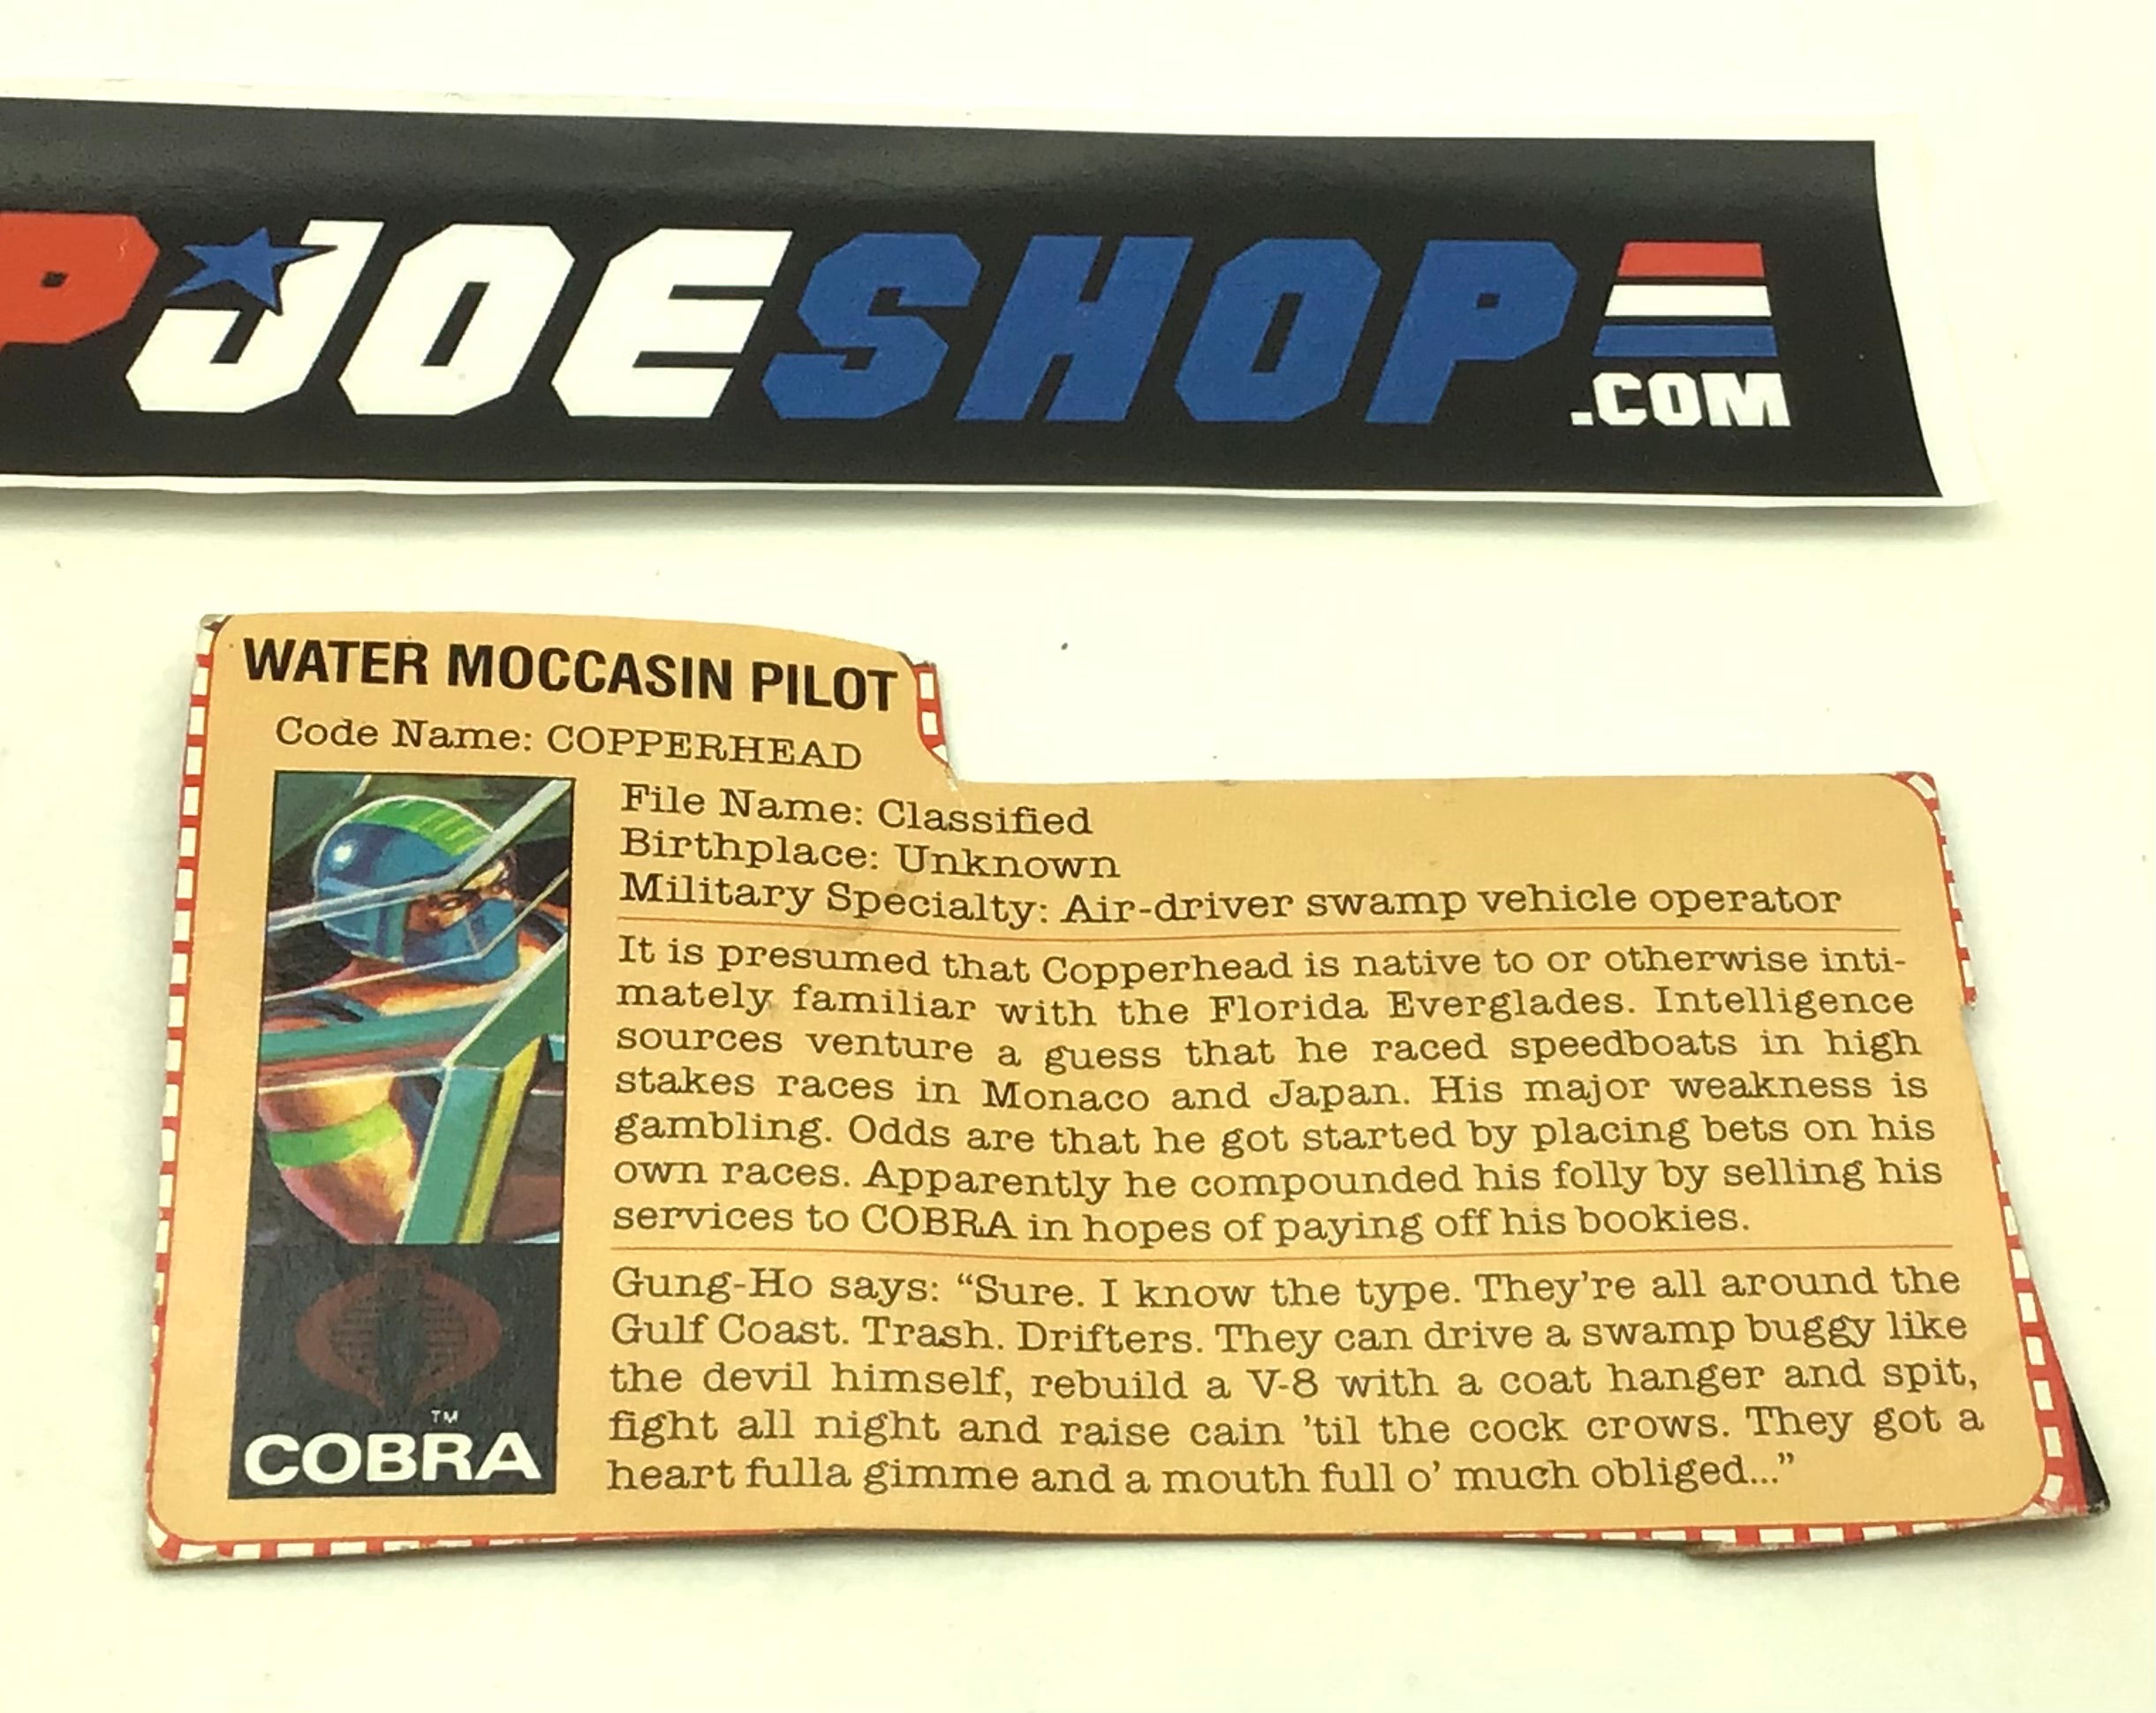 P JOESHOP
.COM
WATER MOCCASIN PILOT
Code Name: COPPERHEAD
File Name: Classified
Birthplace: Unknown
Military Specialty: Air-driver swamp vehicle operator
It is presumed that Copperhead is native to or otherwise inti-
mately familiar with the Florida Everglades. Intelligence
sources venture a guess that he raced speedboats in high
stakes races in Monaco and Japan. His major weakness is
gambling. Odds are that he got started by placing bets on his
own races. Apparently he compounded his folly by selling his
services to COBRA in hopes of paying off his bookies.
Gung-Ho says: “Sure. I know the type. They’re all around the
Gulf Coast. Trash. Drifters. They can drive a swamp buggy like
the devil himself, rebuild a V-8 with a coat hanger and spit,
fight all night and raise cain ’til the cock crows. They got a
heart fulla gimme and a mouth full o’ much obliged...”
TM
COBRA